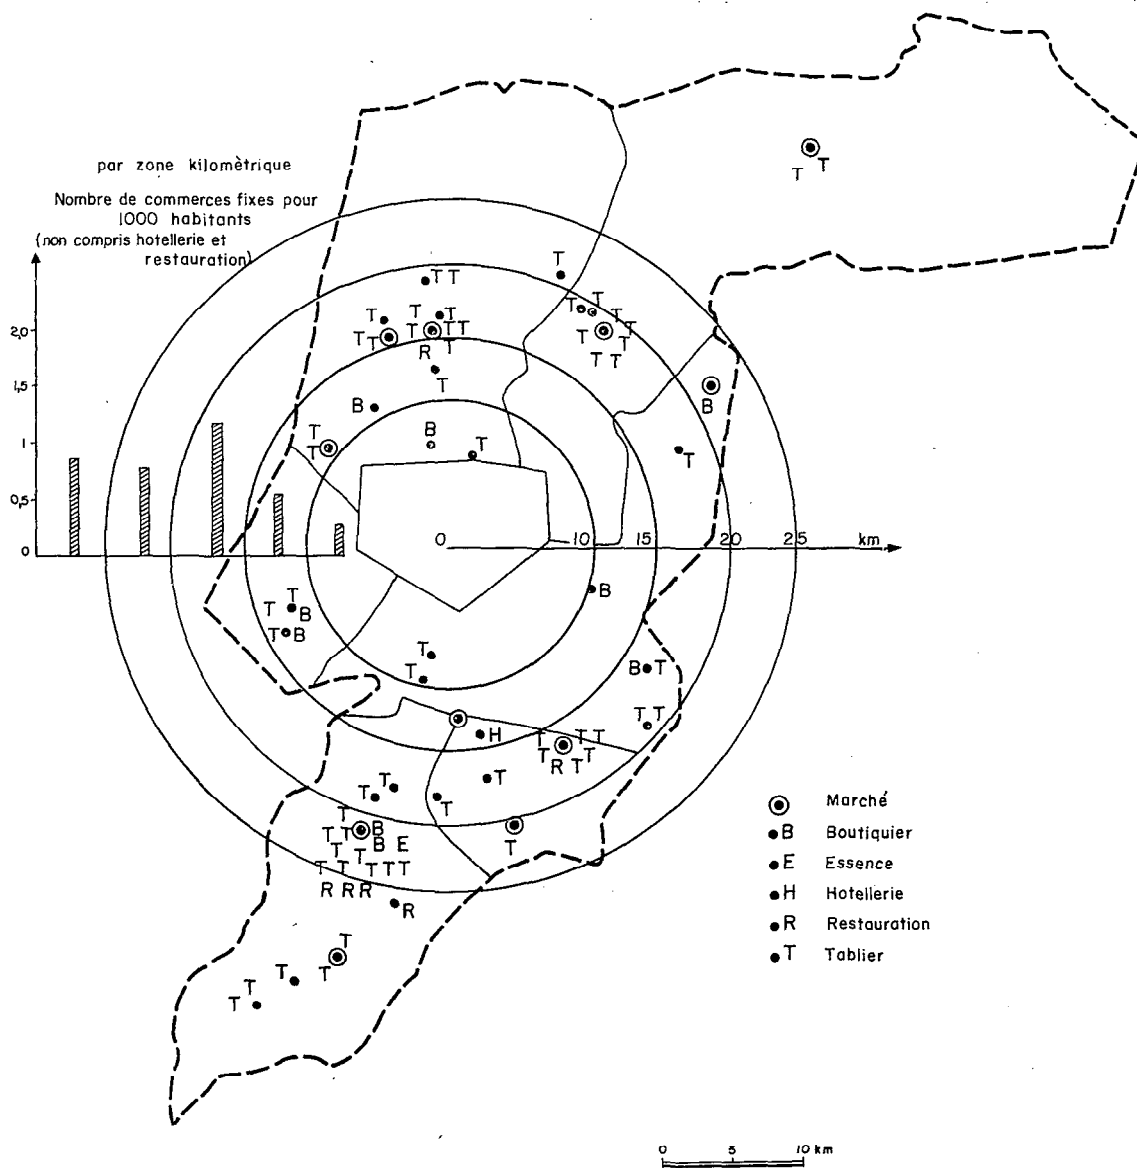 par zone kilomètrique
Nombre de commerces fixes pour
1000 habitants
(non compris hotellerie et
restauration)
2,0
1,5
1
0,5
0
T
T
T
T T
T
T
T
T
T T T
T T
R T
T
T T
T T
T T
T T
B
B
T
T
T
B
T
B
0 10 15 20 25 km
T
T B
T B
B
T
T
B T
T T
H
T T T
T T
R T T
T
T
T
T
T
T
T T B
B E
T T
T T T T T
R R R
R
T
T
T
T
T
Marché
B Boutiquier
E Essence
H Hotellerie
R Restauration
T Tablier
0 5 10 km